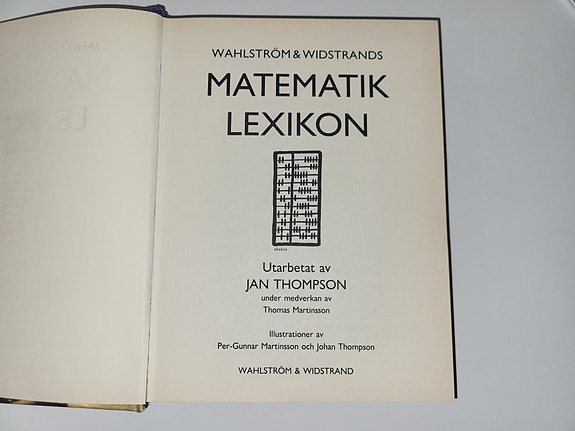 WAHLSTRÖM & WIDSTRANDS
MATEMATIK
LEXIKON
Utarbetat av
JAN THOMPSON
under medverkan av
Thomas Martinsson
Illustrationer av
Per-Gunnar Martinsson och Johan Thompson
WAHLSTRÖM & WIDSTRAND